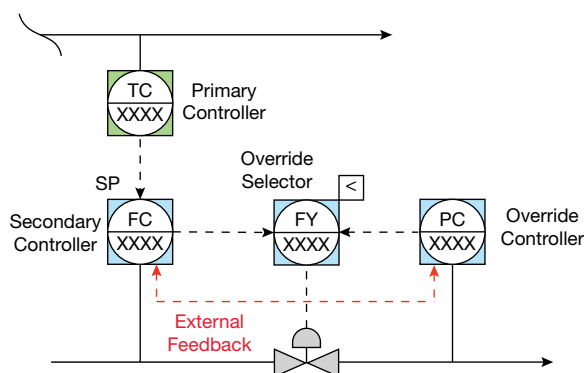 TC
XXXX
Primary
Controller
Override
Selector
SP
<
Secondary
Controller
FC
XXXX
FY
XXXX
PC
XXXX
Override
Controller
External
Feedback